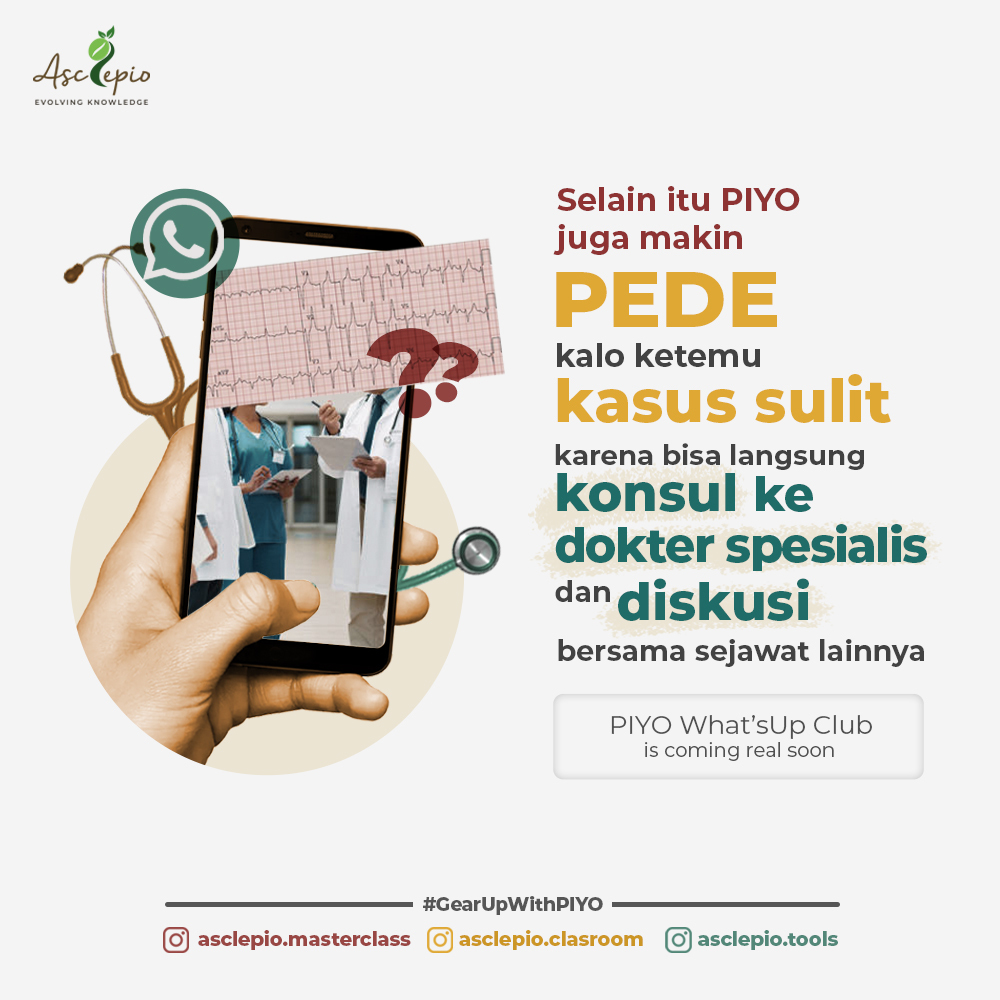 Asclepio
EVOLVING KNOWLEDGE
Selain itu PIYO
juga makin
PEDE
kalo ketemu
kasus sulit
karena bisa langsung
konsul ke
dokter spesialis
dan diskusi
bersama sejawat lainnya
PIYO What'sUp Club
is coming real soon
??
#GearUpWithPIYO
asclepio.masterclass asclepio.clasroom asclepio.tools